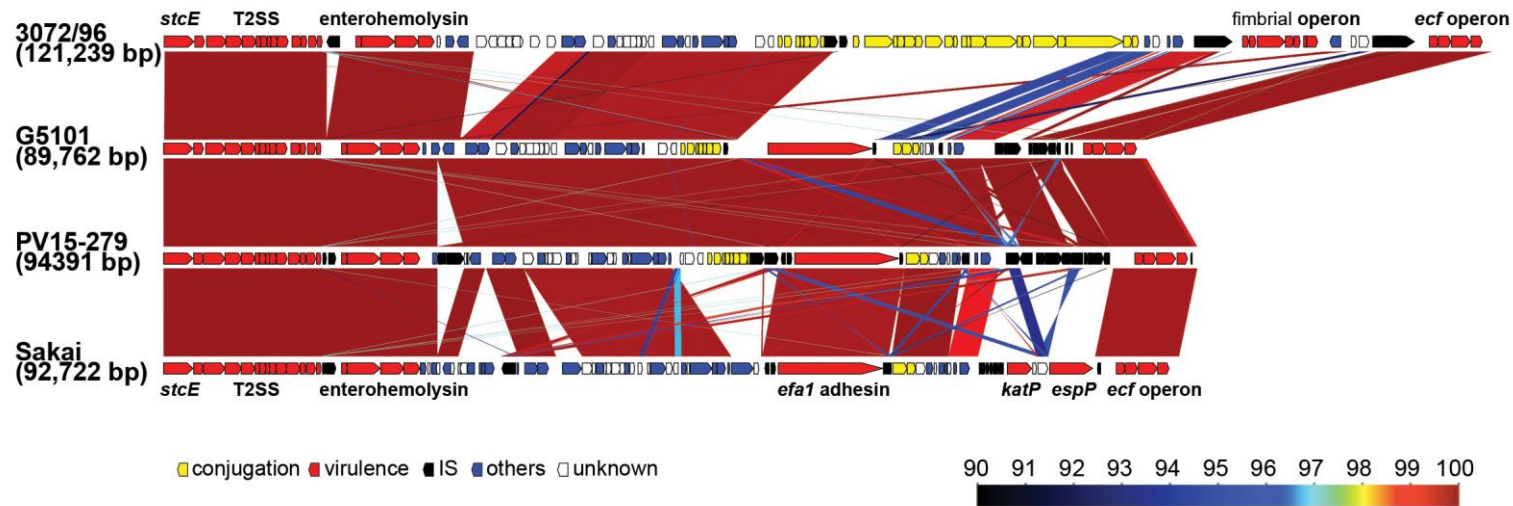 stcE T2SS enterohemolysin fimbrial operon ecf operon
3072/96
(121,239 bp)
G5101
(89,762 bp)
PV15-279
(94391 bp)
Sakai
(92,722 bp)
stcE T2SS enterohemolysin efa1 adhesin katP espP ecf operon
conjugation virulence IS others unknown
90 91 92 93 94 95 96 97 98 99 100